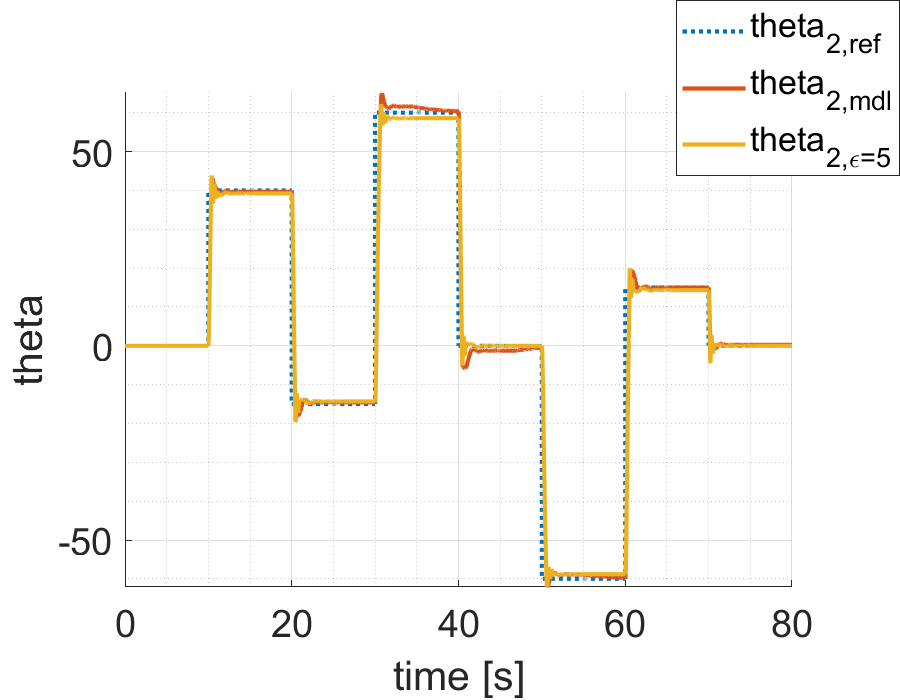 theta2,ref
theta2,mdl
theta2,ϵ=5
50
0
-50
theta
0 20 40 60 80
time [s]